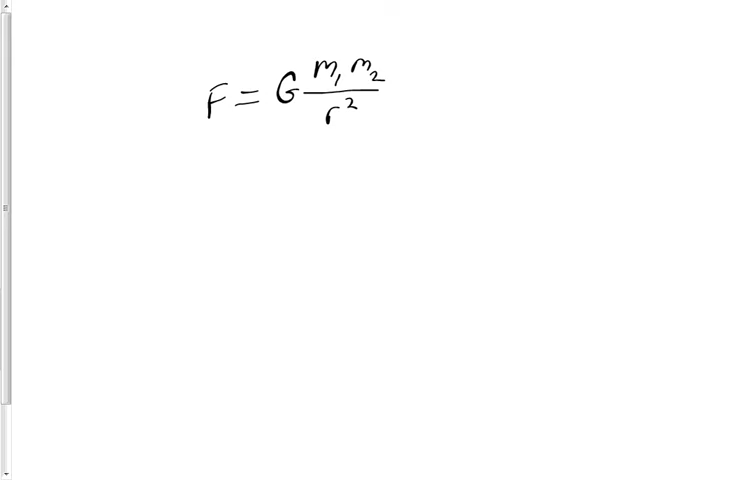 F = G m₁ m₂ / r²